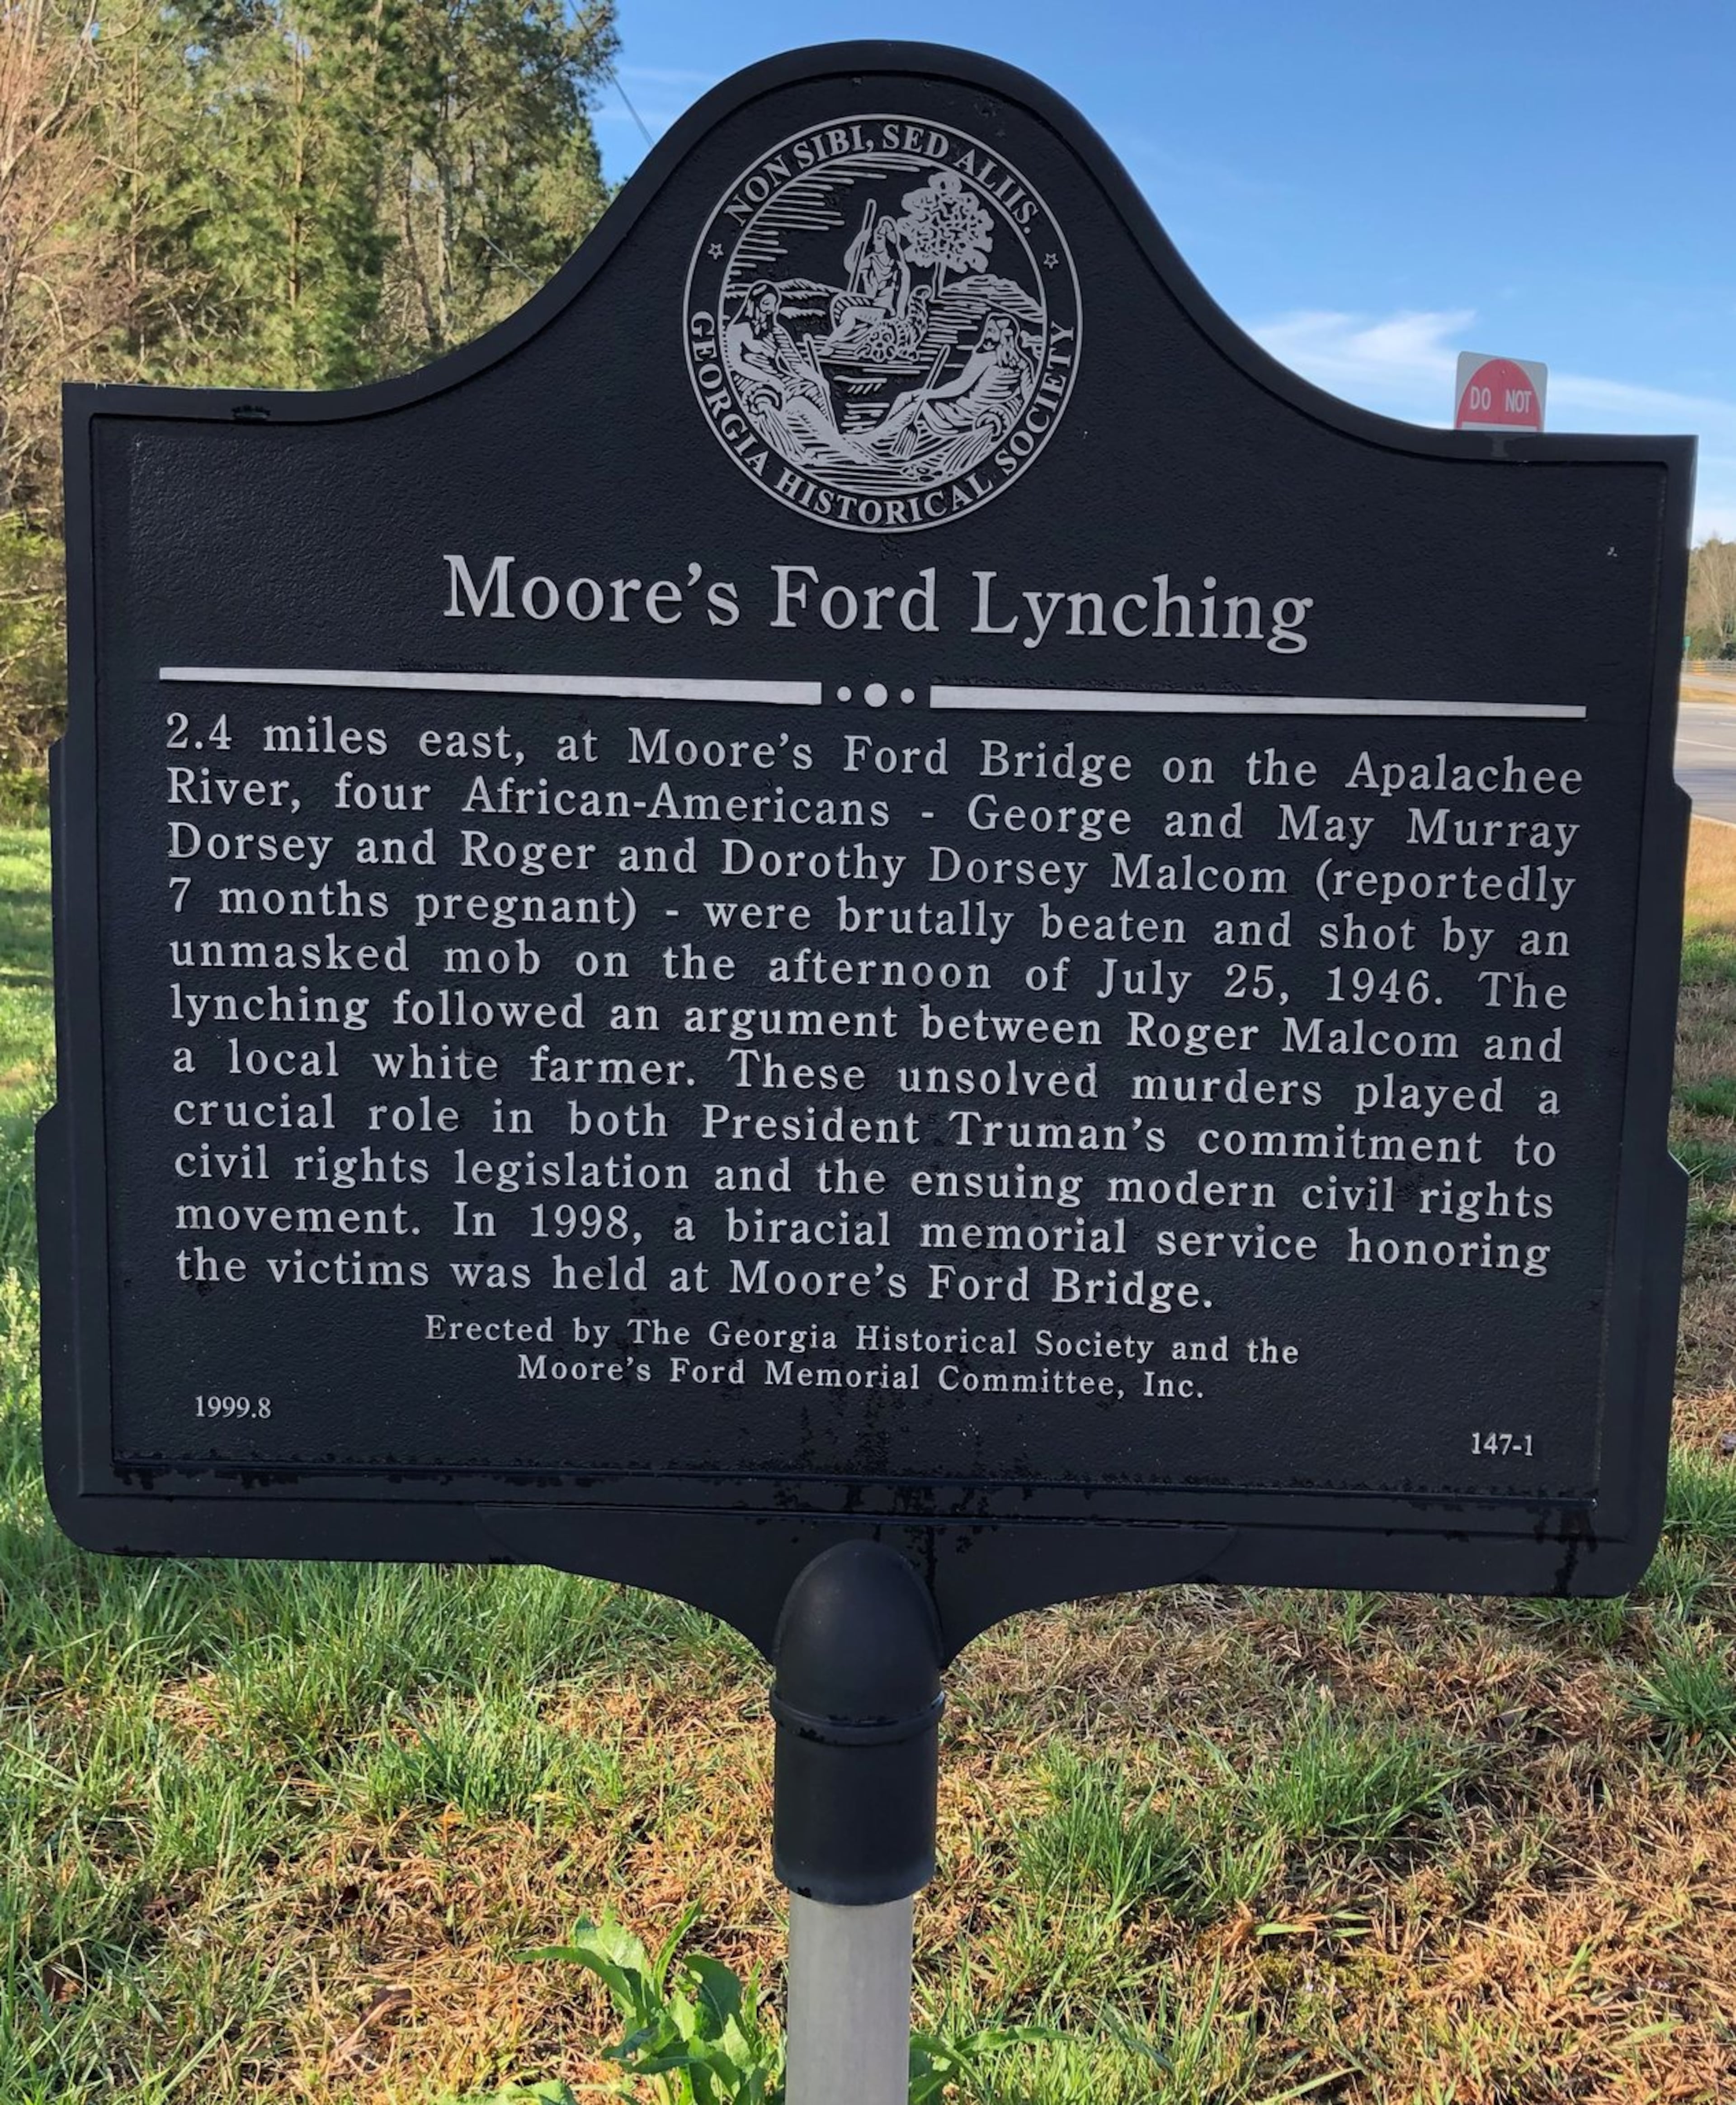 NON SIBI, SED ALIIS.
GEORGIA HISTORICAL SOCIETY
DO NOT
Moore's Ford Lynching
2.4 miles east, at Moore's Ford Bridge on the Apalachee
River, four African-Americans - George and May Murray
Dorsey and Roger and Dorothy Dorsey Malcom (reportedly
7 months pregnant) - were brutally beaten and shot by an
unmasked mob on the afternoon of July 25, 1946. The
lynching followed an argument between Roger Malcom and
a local white farmer. These unsolved murders played a
crucial role in both President Truman's commitment to
civil rights legislation and the ensuing modern civil rights
movement. In 1998, a biracial memorial service honoring
the victims was held at Moore's Ford Bridge.
Erected by The Georgia Historical Society and the
Moore's Ford Memorial Committee, Inc.
1999.8
147-1